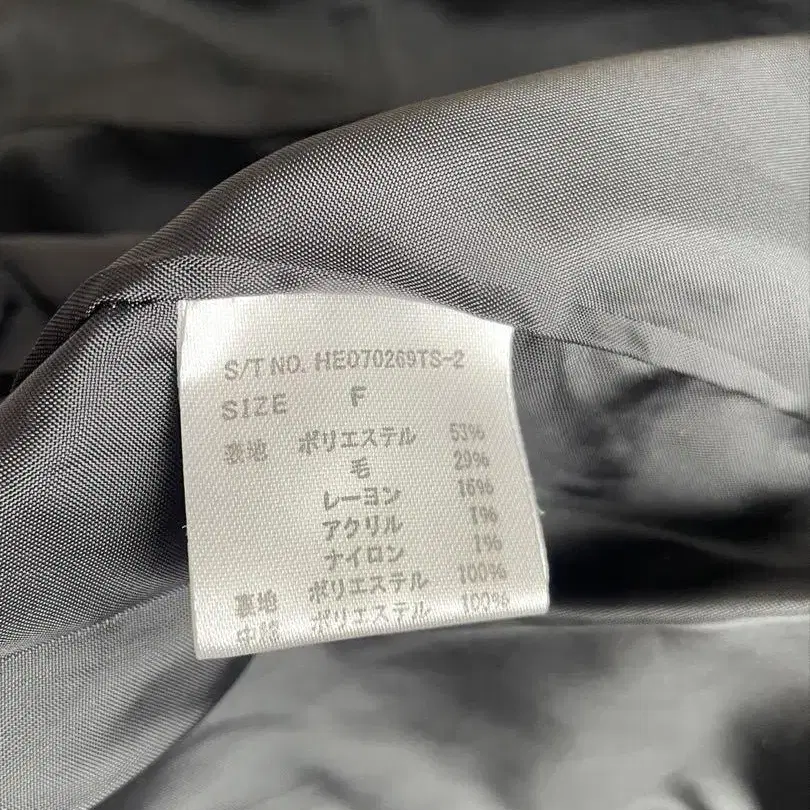 S/T NO. HE070269TS-2
SIZE F
表地 ポリエステル 53%
毛 29%
レーヨン 16%
アクリル 1%
ナイロン 1%
裏地 ポリエステル 100%
中綿 ポリエステル 100%